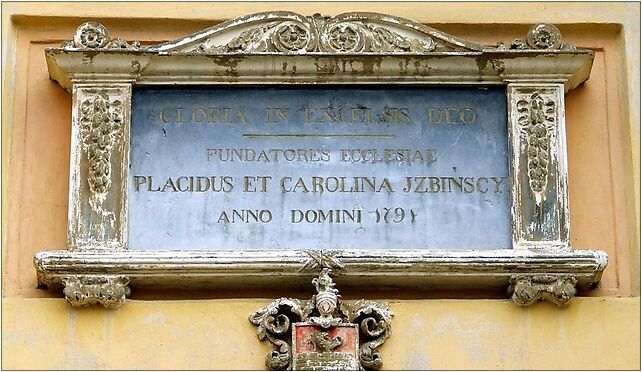 GLORIA IN EXCELSIS DEO
FUNDATORES ECCLESIAE
PLACIDUS ET CAROLINA JZBINSCY
ANNO DOMINI 1791